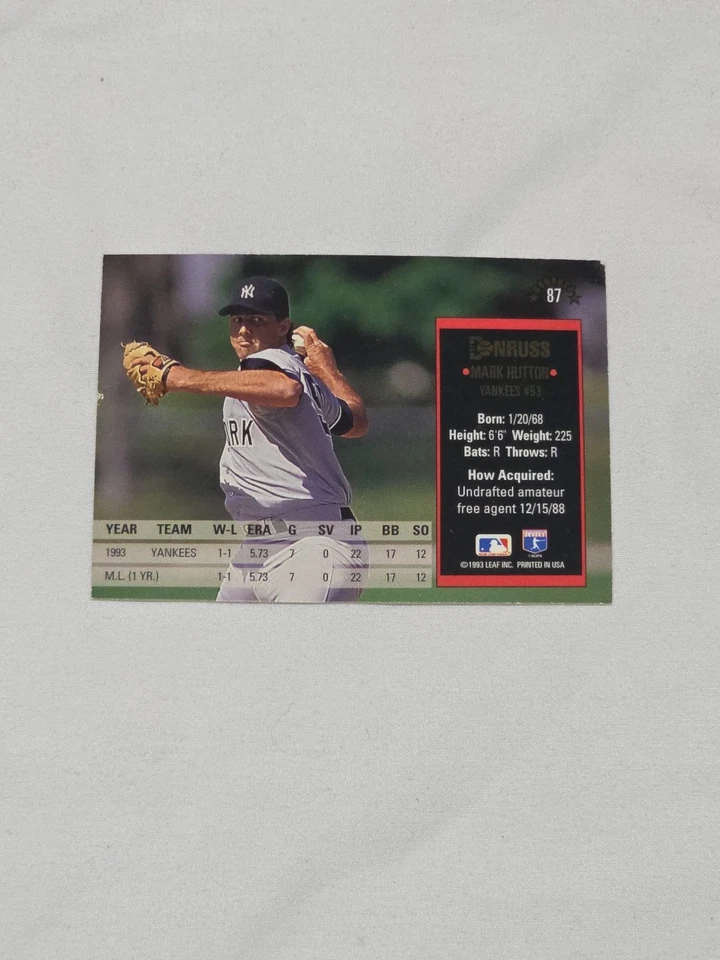 87
DONRUSS
MARK HUTTON
YANKEES #53
Born: 1/20/68
Height: 6'6" Weight: 225
Bats: R Throws: R
How Acquired:
Undrafted amateur
free agent 12/15/88
©1993 LEAF INC. PRINTED IN USA
NY
RK
YEAR TEAM W-L ERA G SV IP BB SO
1993 YANKEES 1-1 5.73 7 0 22 17 12
M.L. (1 YR.) 1-1 5.73 7 0 22 17 12